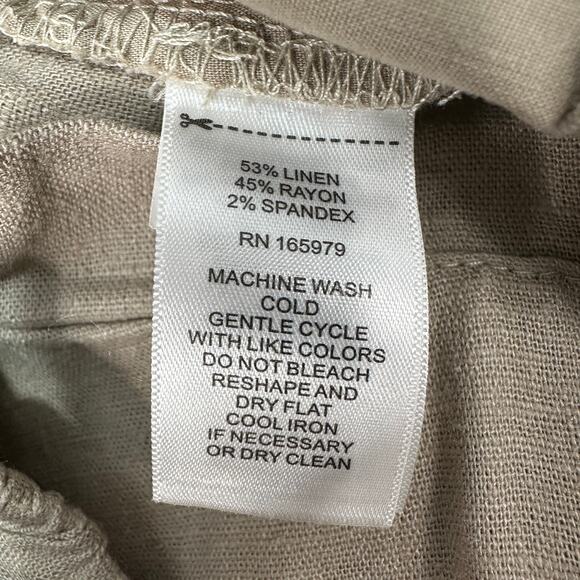 53% LINEN
45% RAYON
2% SPANDEX
RN 165979
MACHINE WASH
COLD
GENTLE CYCLE
WITH LIKE COLORS
DO NOT BLEACH
RESHAPE AND
DRY FLAT
COOL IRON
IF NECESSARY
OR DRY CLEAN